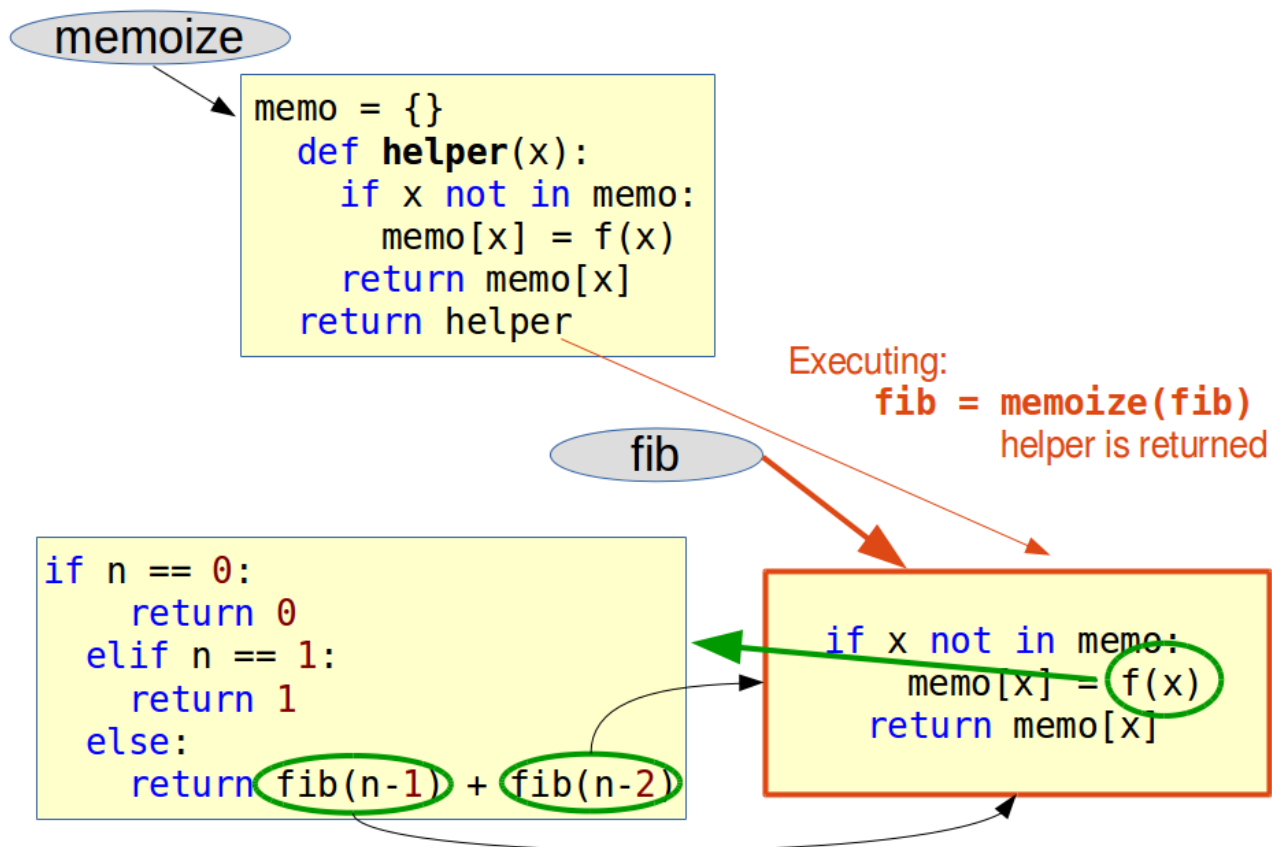 memoize
memo = {}
def helper(x):
if x not in memo:
memo[x] = f(x)
return memo[x]
return helper
Executing:
fib = memoize(fib)
helper is returned
fib
if n == 0:
return 0
elif n == 1:
return 1
else:
return fib(n-1) + fib(n-2)
if x not in memo:
memo[x] = f(x)
return memo[x]